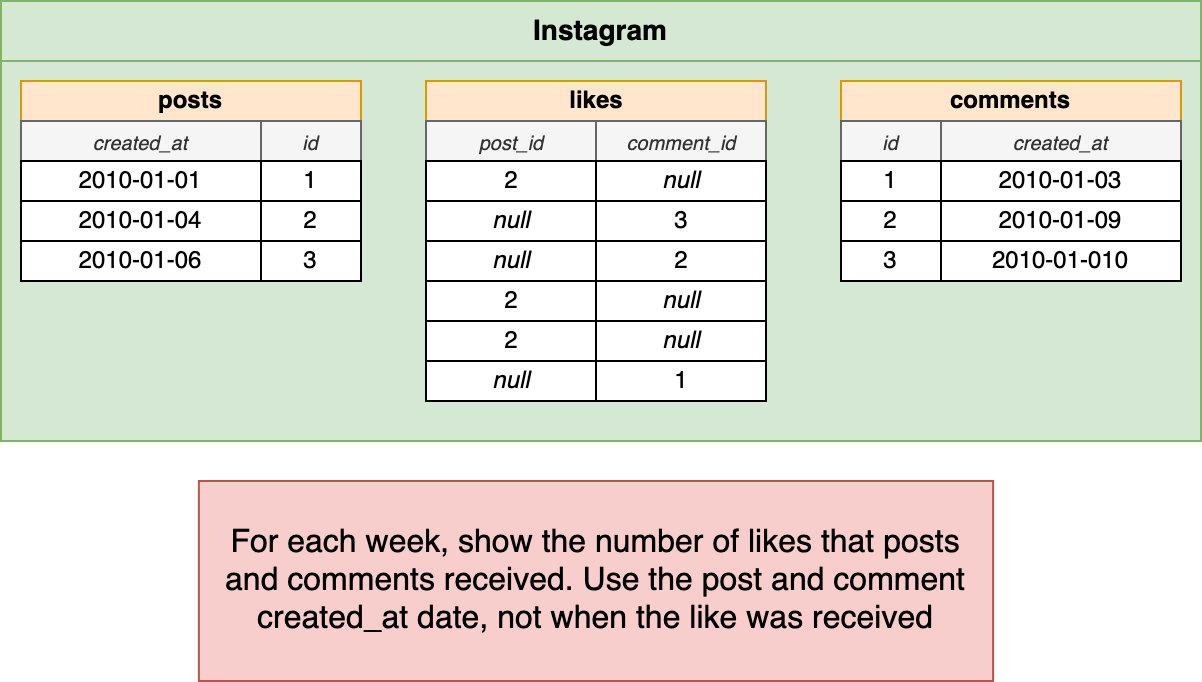 Instagram
posts
created_at id
2010-01-01 1
2010-01-04 2
2010-01-06 3
likes
post_id comment_id
2 null
null 3
null 2
2 null
2 null
null 1
comments
id created_at
1 2010-01-03
2 2010-01-09
3 2010-01-010
For each week, show the number of likes that posts
and comments received. Use the post and comment
created_at date, not when the like was received